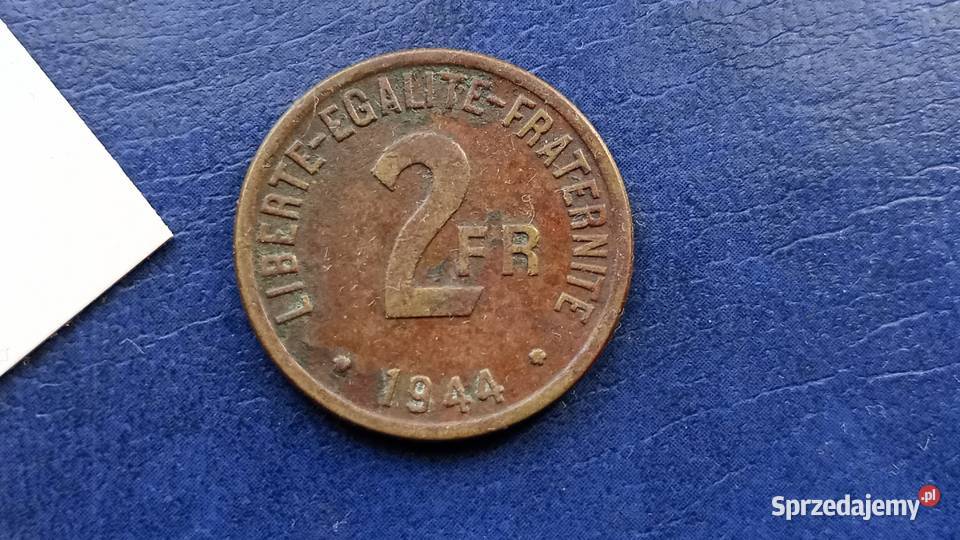 LIBERTE-EGALITE-FRATERNITE
2 FR
1944
Sprzedajemy.pl